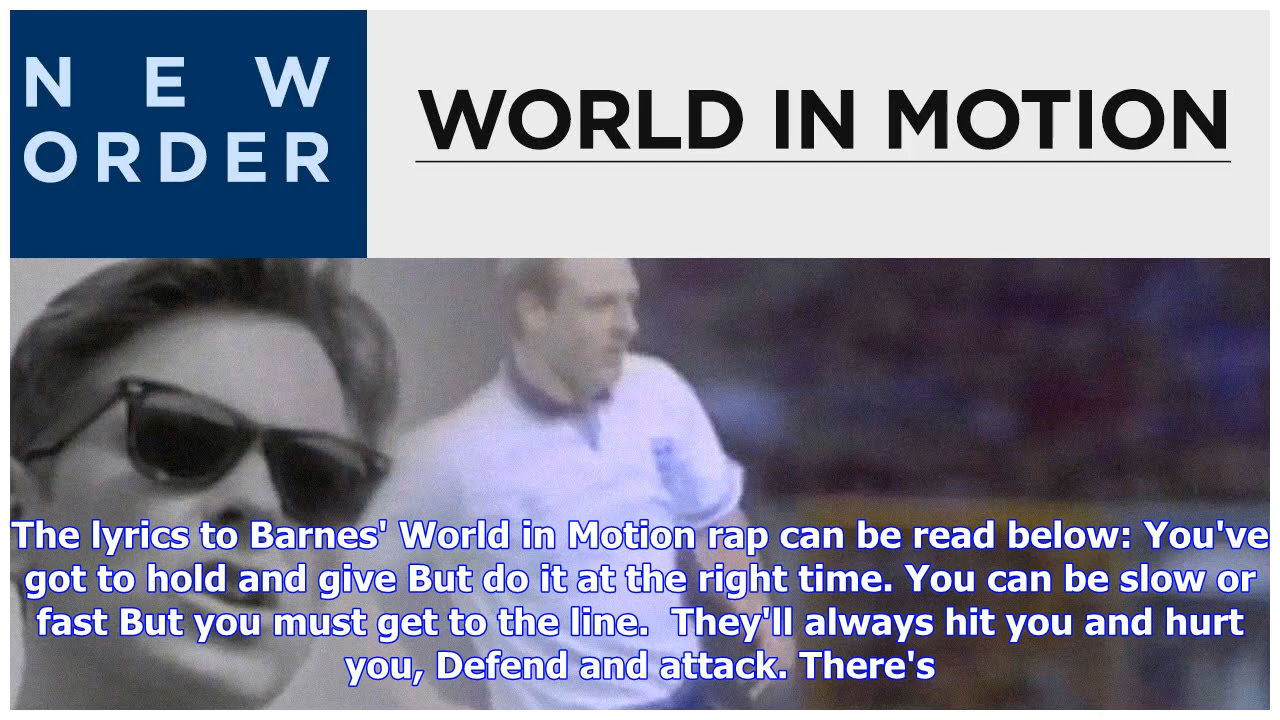 NEW
ORDER
WORLD IN MOTION
The lyrics to Barnes' World in Motion rap can be read below: You've
got to hold and give But do it at the right time. You can be slow or
fast But you must get to the line.  They'll always hit you and hurt
you, Defend and attack. There's